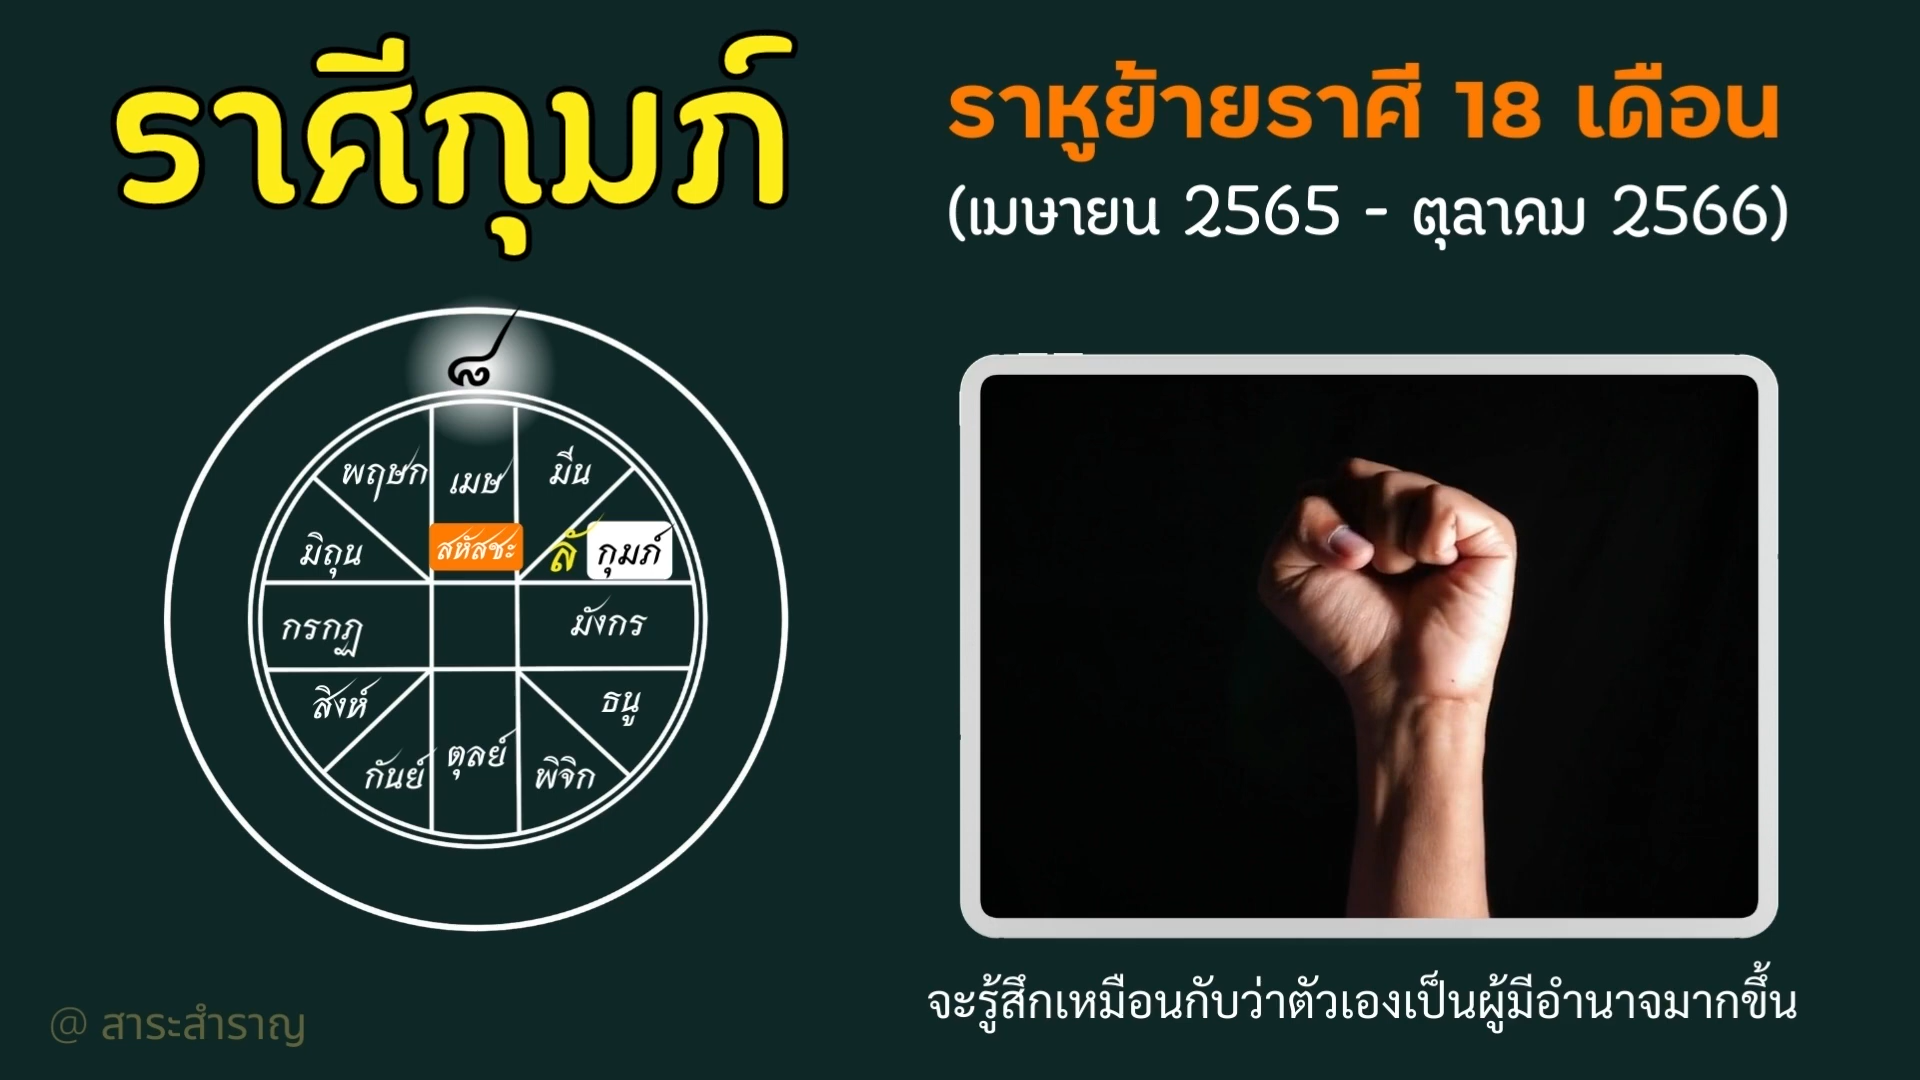 ราศีกุมภ์
ราหูย้ายราศี 18 เดือน
(เมษายน 2565 - ตุลาคม 2566)
๘
พฤษก
เมษ
มีน
มิถุน
สหัสชะ
ลั
กุมภ์
กรกฏ
มังกร
สิงห์
ธนู
กันย์
ตุลย์
พิจิก
จะรู้สึกเหมือนกับว่าตัวเองเป็นผู้มีอำนาจมากขึ้น
@ สาระสำราญ